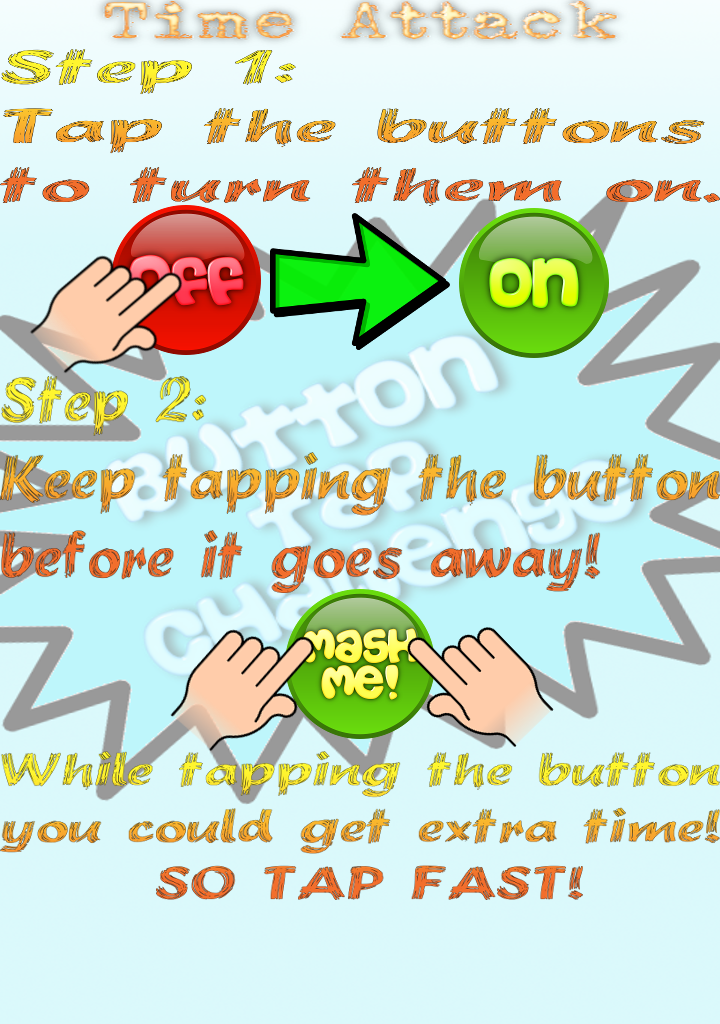 Time Attack
Step 1:
Tap the buttons
to turn them on.
OFF
ON
Step 2:
BUTTON
TAP
CHALLENGE
Keep tapping the button
before it goes away!
MASH
ME!
While tapping the button
you could get extra time!
SO TAP FAST!